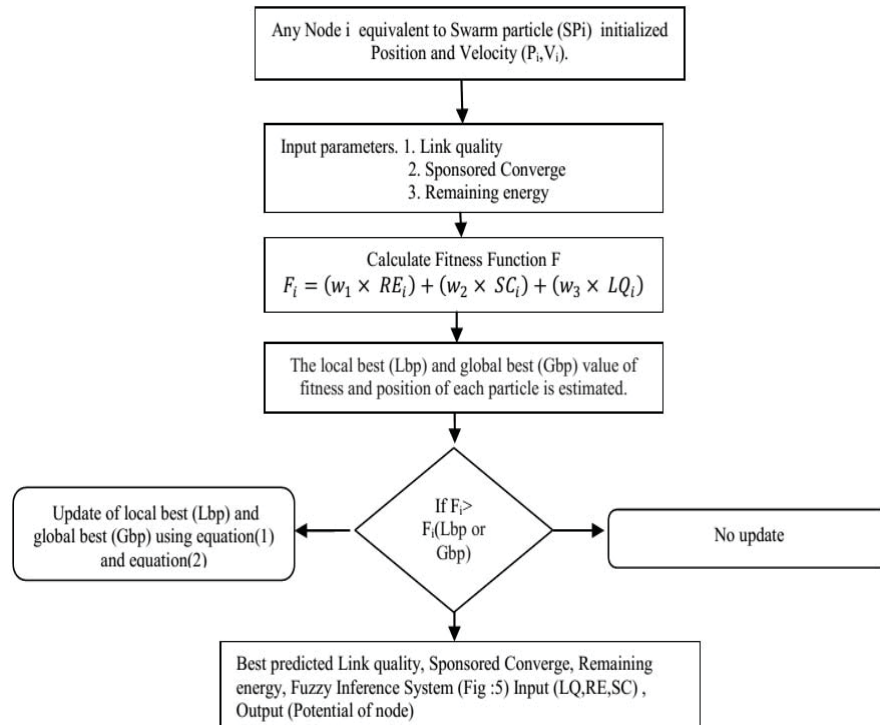 Any Node i equivalent to Swarm particle (SPi) initialized
Position and Velocity (Pᵢ,Vᵢ).
Input parameters. 1. Link quality
2. Sponsored Converge
3. Remaining energy
Calculate Fitness Function F
Fᵢ = (w₁ × REᵢ) + (w₂ × SCᵢ) + (w₃ × LQᵢ)
The local best (Lbp) and global best (Gbp) value of
fitness and position of each particle is estimated.
If Fᵢ>
Fᵢ(Lbp or
Gbp)
Update of local best (Lbp) and
global best (Gbp) using equation(1)
and equation(2)
No update
Best predicted Link quality, Sponsored Converge, Remaining
energy, Fuzzy Inference System (Fig :5) Input (LQ,RE,SC) ,
Output (Potential of node)